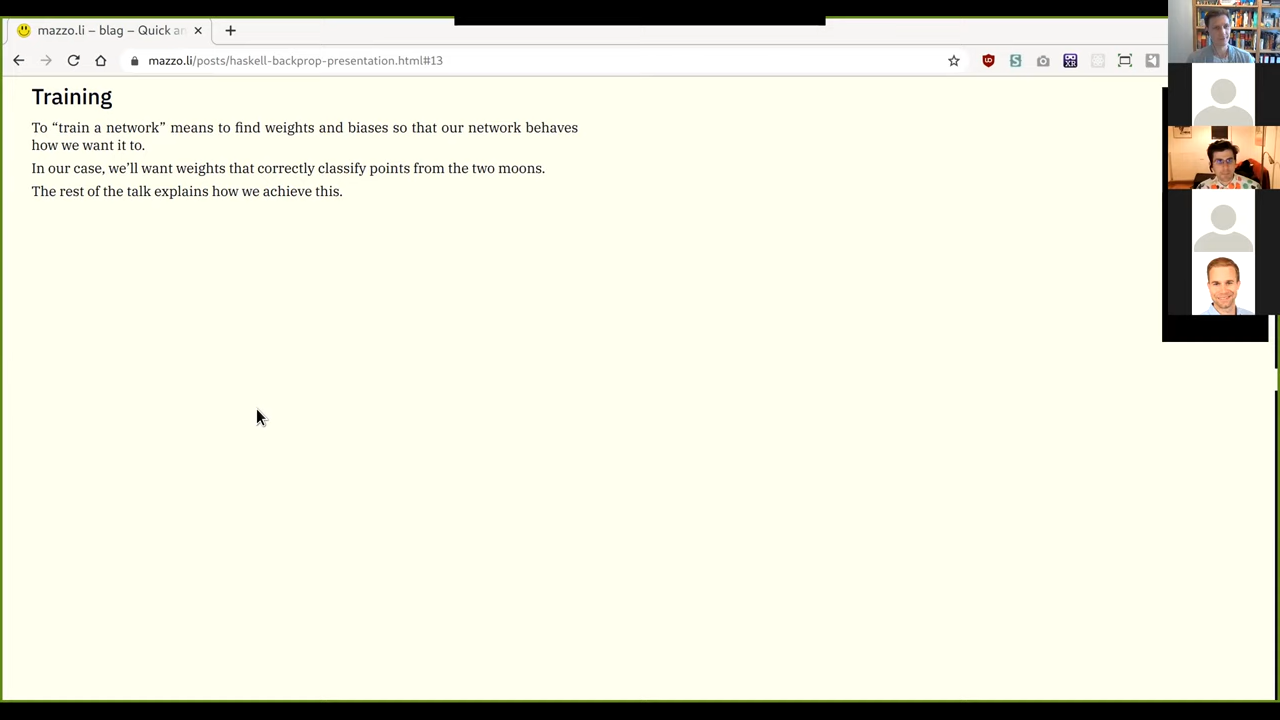 mazzo.li – blag – Quick an
mazzo.li/posts/haskell-backprop-presentation.html#13
Training
To “train a network” means to find weights and biases so that our network behaves
how we want it to.
In our case, we’ll want weights that correctly classify points from the two moons.
The rest of the talk explains how we achieve this.